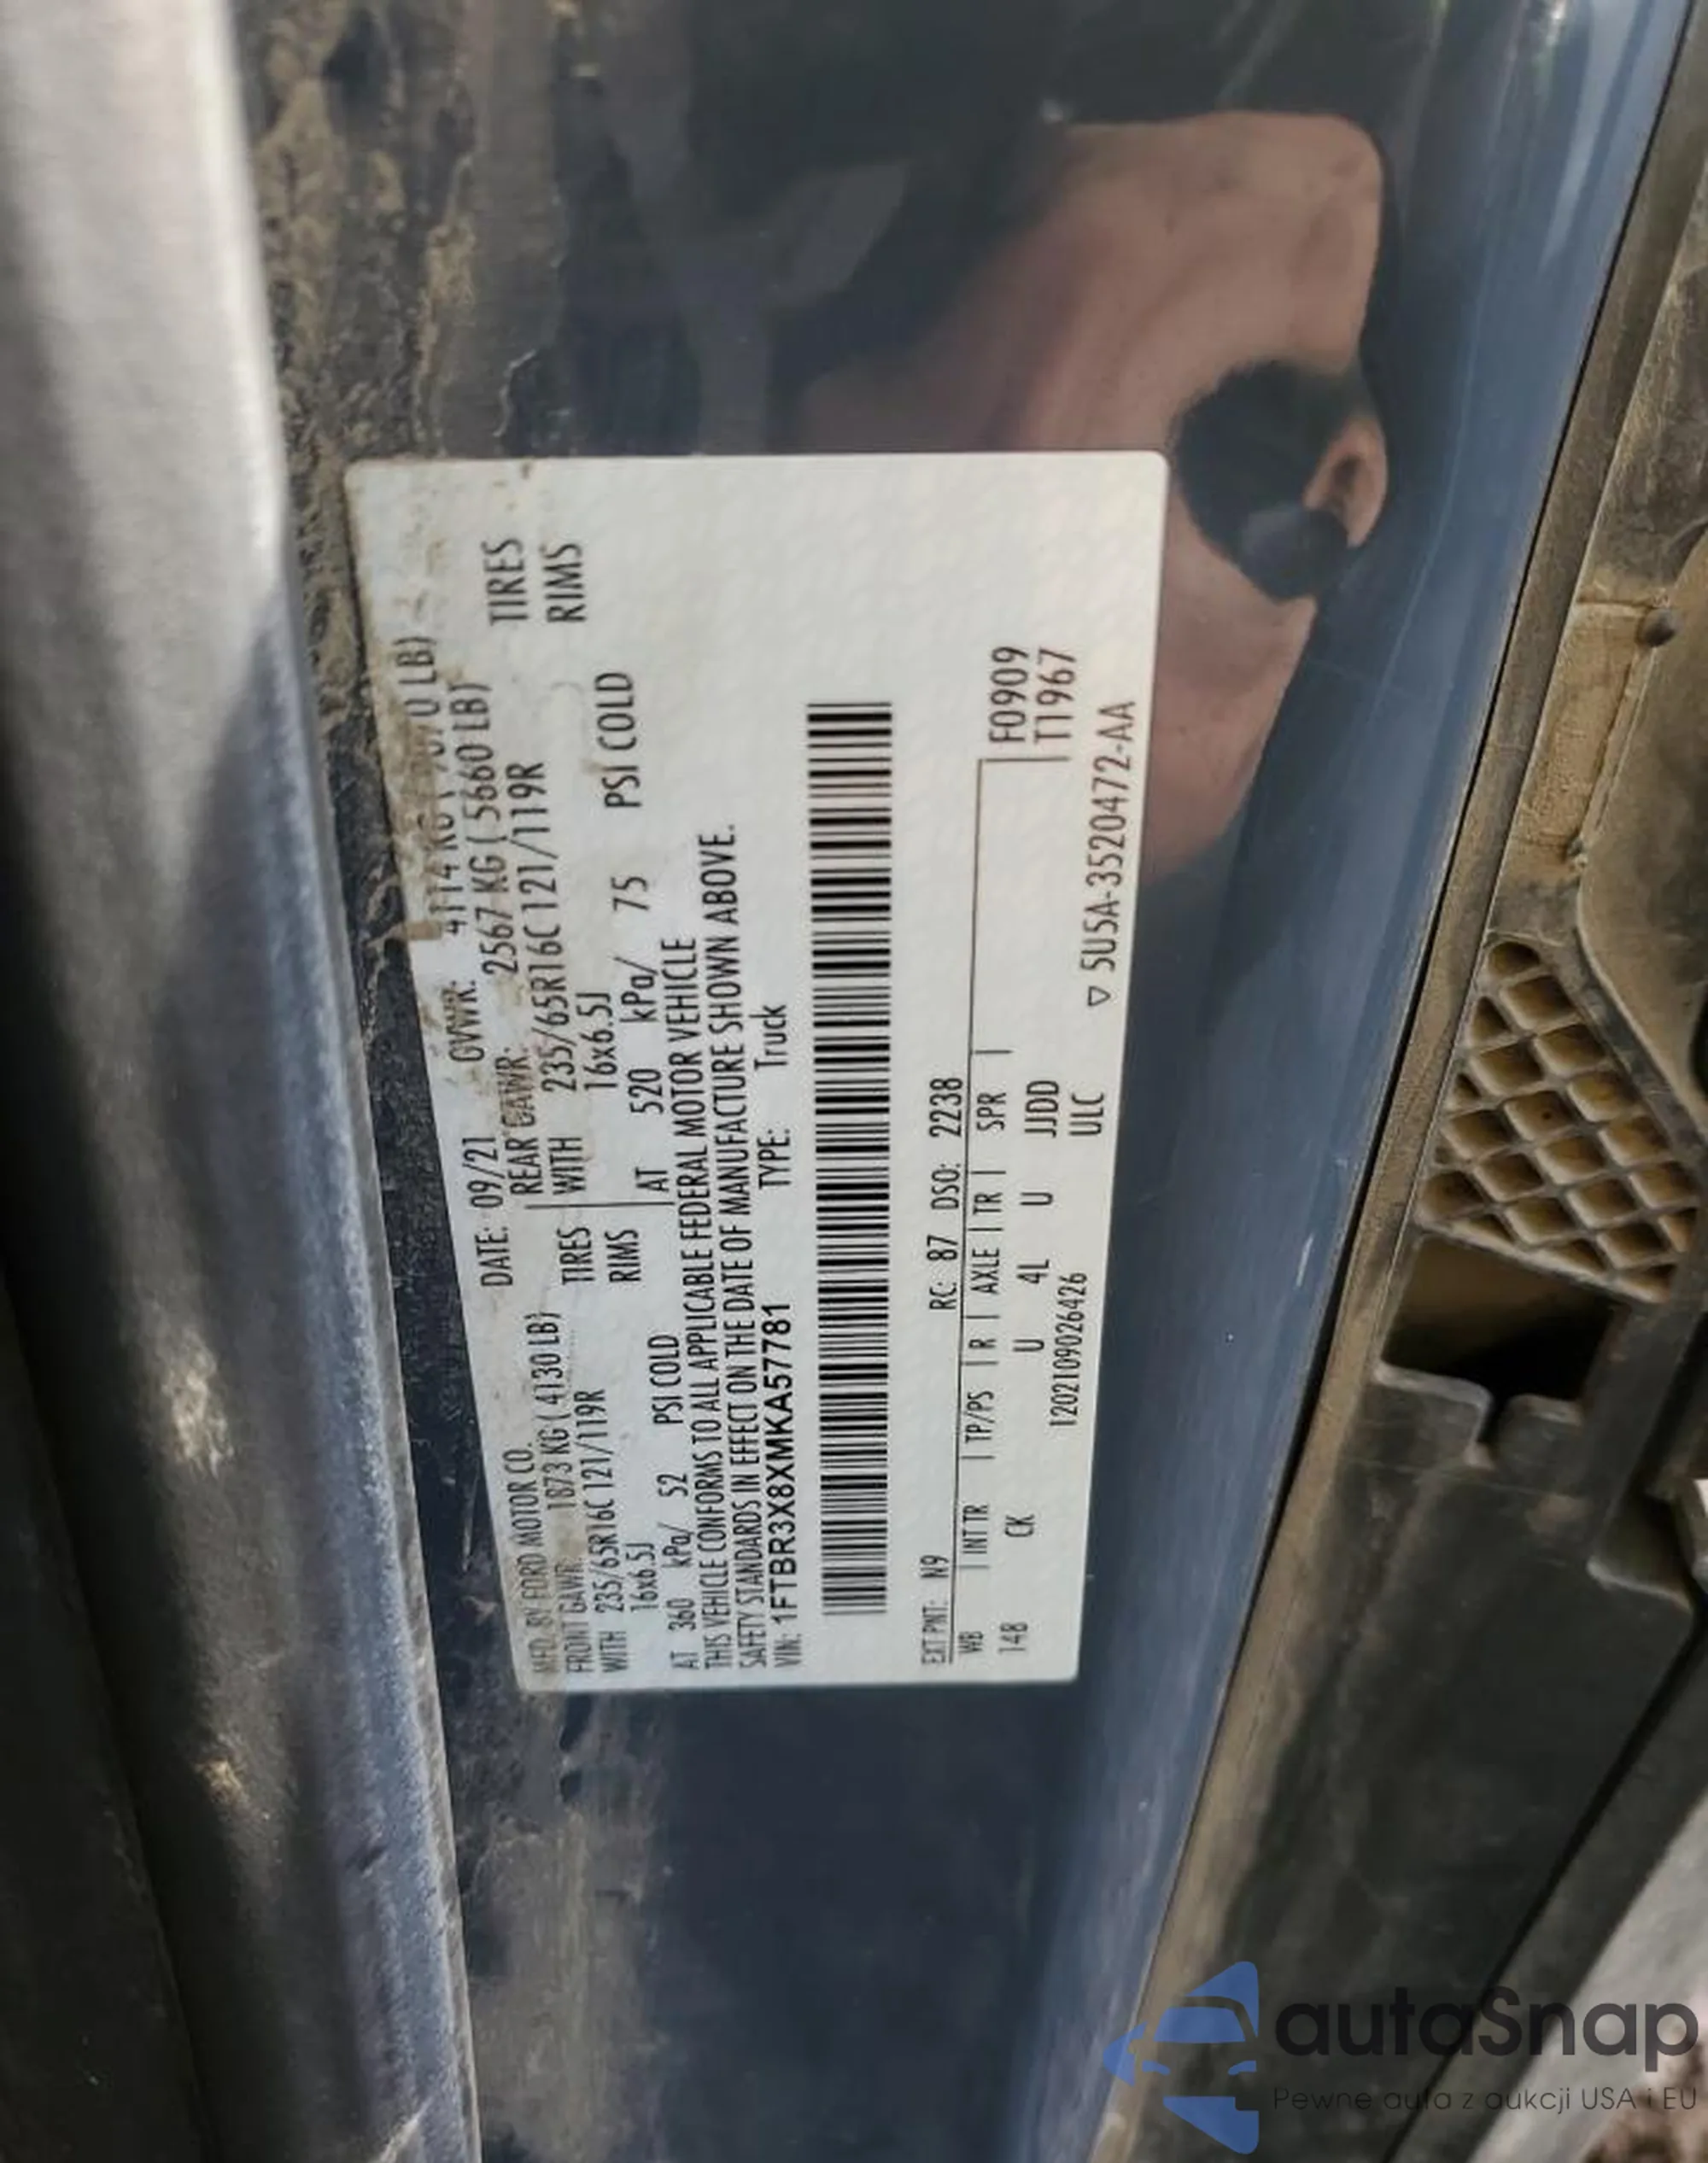 MFD. BY FORD MOTOR CO. DATE: 09/21 GVWR: 4114 KG ( 9070 LB)
FRONT GAWR: 1873 KG ( 4130 LB) REAR GAWR: 2567 KG ( 5660 LB)
WITH 235/65R16C 121/119R TIRES WITH 235/65R16C 121/119R TIRES
16x6.5J RIMS 16x6.5J RIMS
AT 360 kPa/ 52 PSI COLD AT 520 kPa/ 75 PSI COLD
THIS VEHICLE CONFORMS TO ALL APPLICABLE FEDERAL MOTOR VEHICLE
SAFETY STANDARDS IN EFFECT ON THE DATE OF MANUFACTURE SHOWN ABOVE.
VIN: 1FTBR3X8XMKA57781 TYPE: Truck
EXT PNT: N9 RC: 87 DSO: 2238
WB INT TR TP/PS R AXLE TR SPR F0909
148 CK U 4L U JJDD T1967
1202109026426 ULC
▽ 5U5A-3520472-AA
autaSnap
Pewne auta z aukcji USA i EU